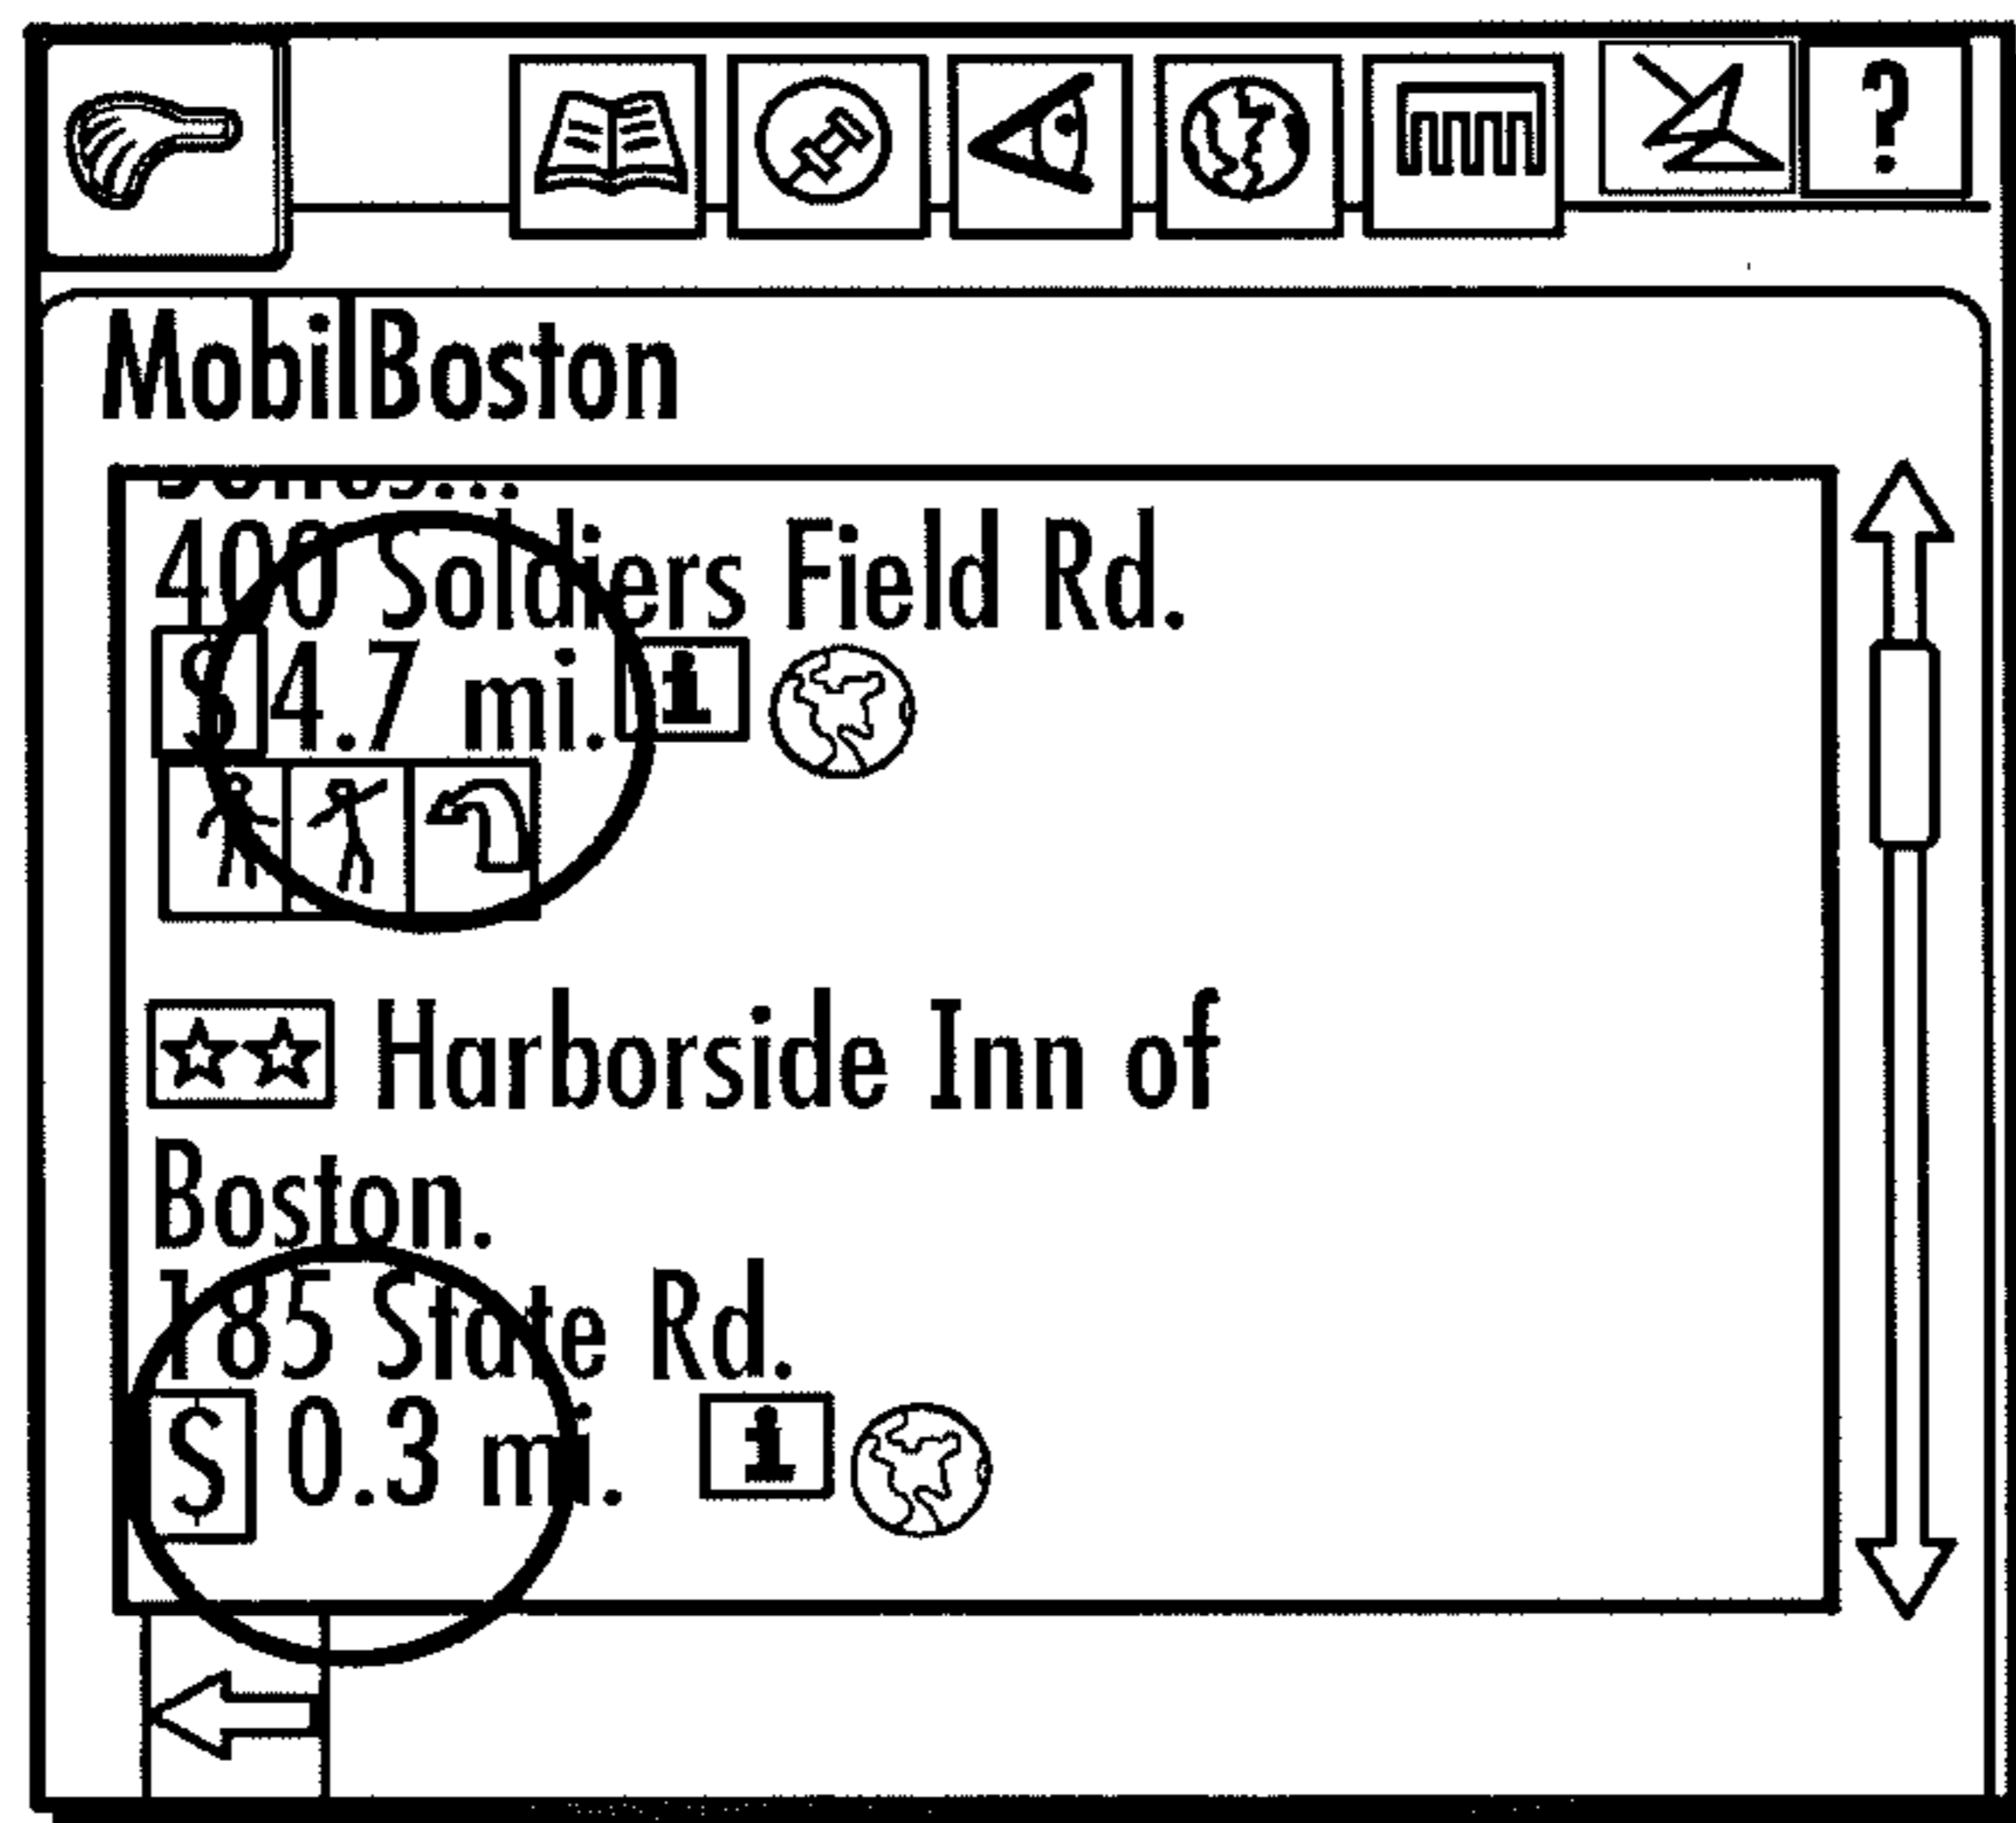 ?
MobilBoston
400 Soldiers Field Rd.
$ 4.7 mi. i
Harborside Inn of
Boston.
185 State Rd.
$ 0.3 mi. i